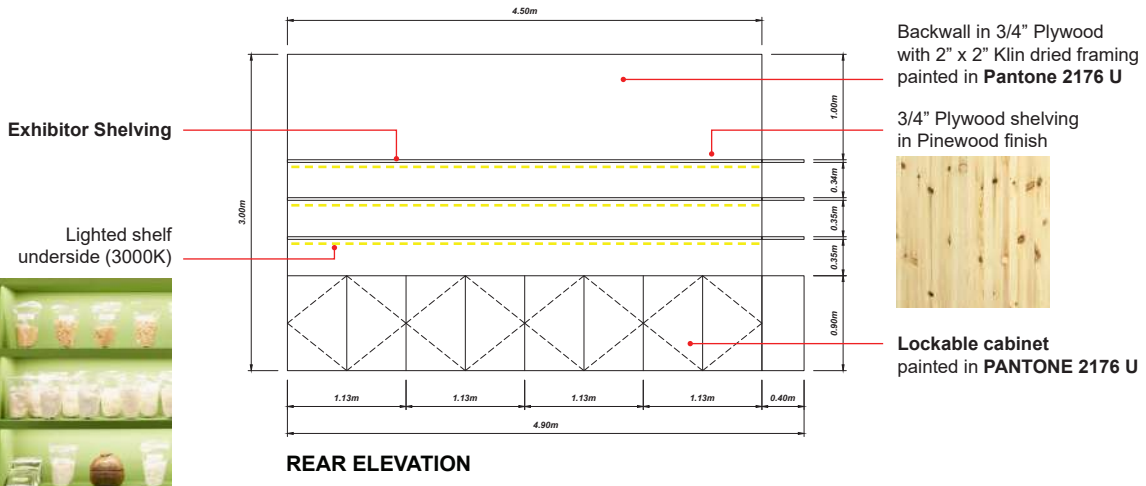 4.50m
Backwall in 3/4” Plywood
with 2” x 2” Klin dried framing
painted in Pantone 2176 U
Exhibitor Shelving
1.00m
3/4” Plywood shelving
in Pinewood finish
3.00m
0.34m
0.35m
0.35m
Lighted shelf
underside (3000K)
0.90m
Lockable cabinet
painted in PANTONE 2176 U
1.13m
1.13m
1.13m
1.13m
0.40m
4.90m
REAR ELEVATION